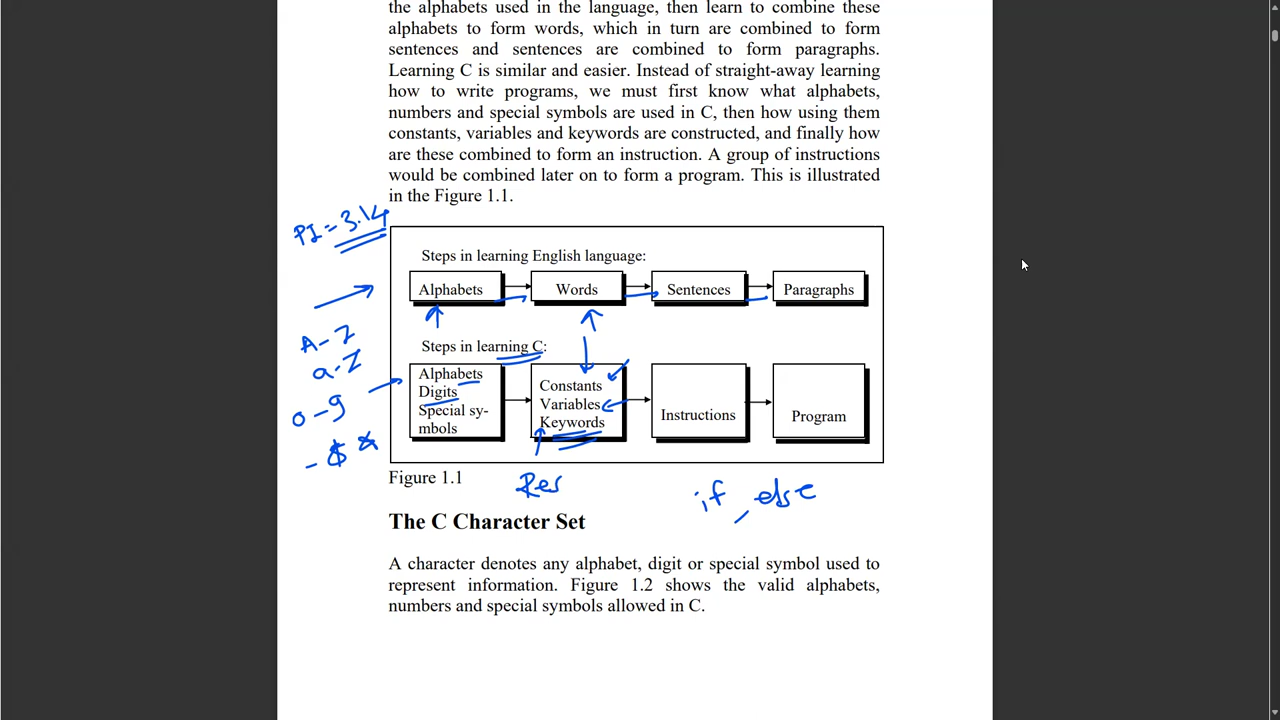 the alphabets used in the language, then learn to combine these
alphabets to form words, which in turn are combined to form
sentences and sentences are combined to form paragraphs.
Learning C is similar and easier. Instead of straight-away learning
how to write programs, we must first know what alphabets,
numbers and special symbols are used in C, then how using them
constants, variables and keywords are constructed, and finally how
are these combined to form an instruction. A group of instructions
would be combined later on to form a program. This is illustrated
in the Figure 1.1.
PI = 3.14
Steps in learning English language:
Alphabets Words Sentences Paragraphs
A - Z
a - Z
0 - 9
- $ *
Steps in learning C:
Alphabets
Digits
Special sy-
mbols
Constants
Variables
Keywords
Instructions
Program
Figure 1.1
Res
if, else
The C Character Set
A character denotes any alphabet, digit or special symbol used to
represent information. Figure 1.2 shows the valid alphabets,
numbers and special symbols allowed in C.